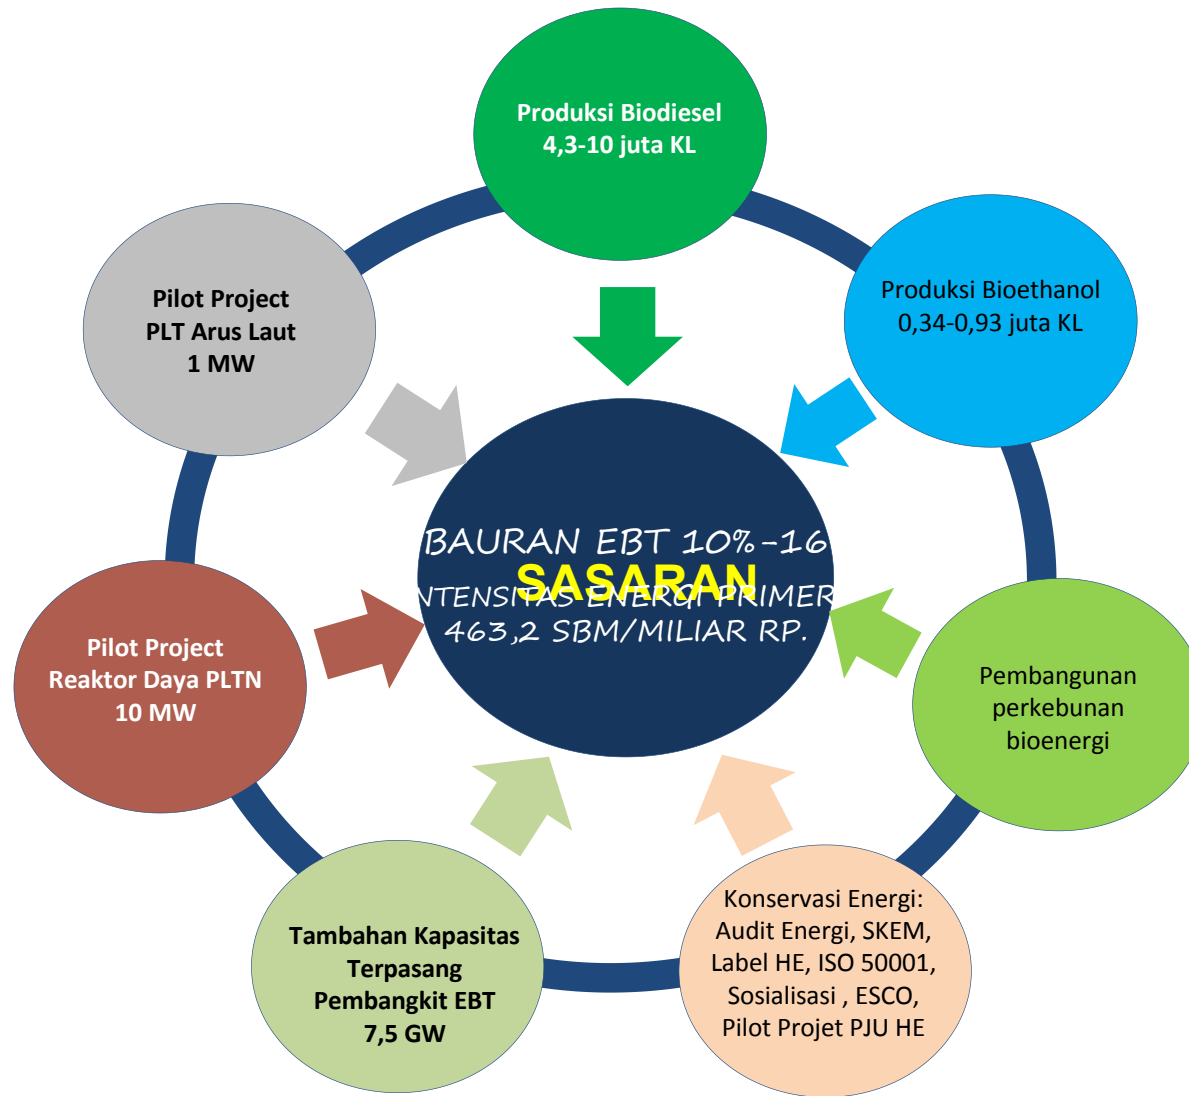 Produksi Biodiesel
4,3-10 juta KL
Pilot Project
PLT Arus Laut
1 MW
Produksi Bioethanol
0,34-0,93 juta KL
BAURAN EBT 10%-16
SASARAN
NTENSITAS ENERGI PRIMER
463,2 SBM/MILIAR RP.
Pilot Project
Reaktor Daya PLTN
10 MW
Pembangunan
perkebunan
bioenergi
Tambahan Kapasitas
Terpasang
Pembangkit EBT
7,5 GW
Konservasi Energi:
Audit Energi, SKEM,
Label HE, ISO 50001,
Sosialisasi , ESCO,
Pilot Projet PJU HE